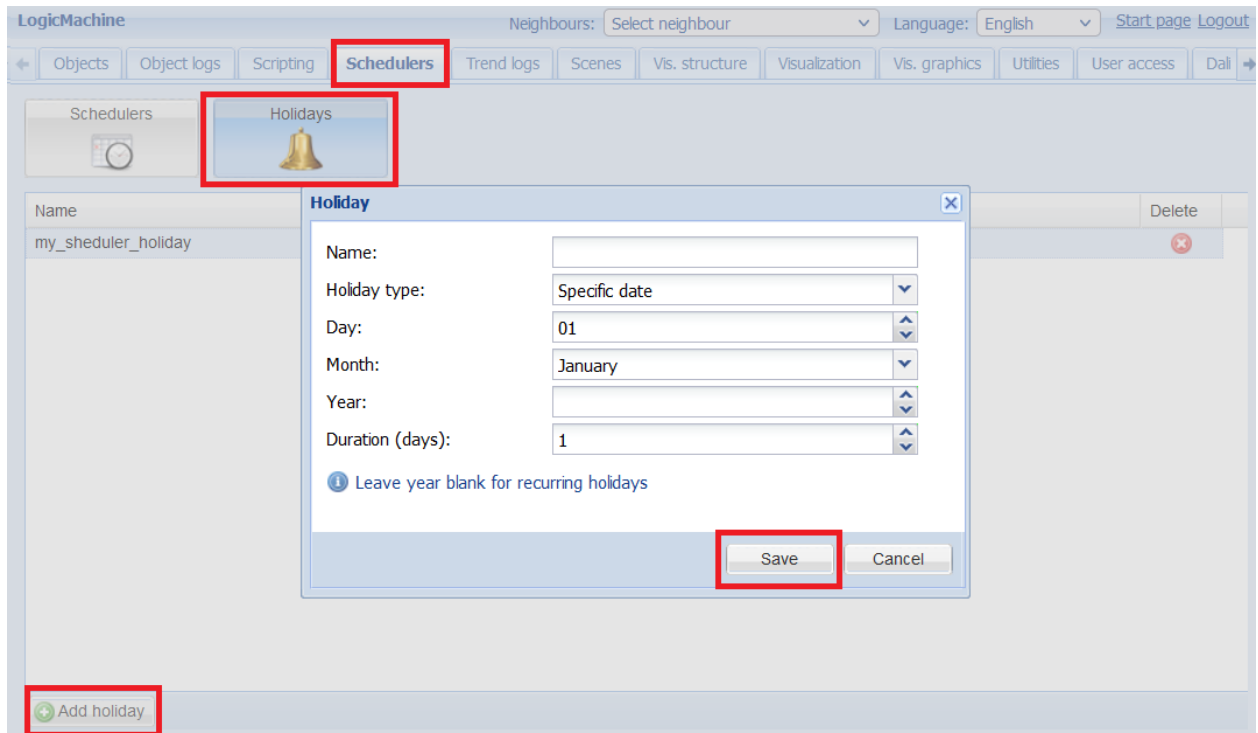 LogicMachine Neighbours: Select neighbour Language: English Start page Logout
Objects Object logs Scripting Schedulers Trend logs Scenes Vis. structure Visualization Vis. graphics Utilities User access Dali
Schedulers Holidays
Name Delete
my_sheduler_holiday
Holiday
Name:
Holiday type: Specific date
Day: 01
Month: January
Year:
Duration (days): 1
Leave year blank for recurring holidays
Save Cancel
Add holiday